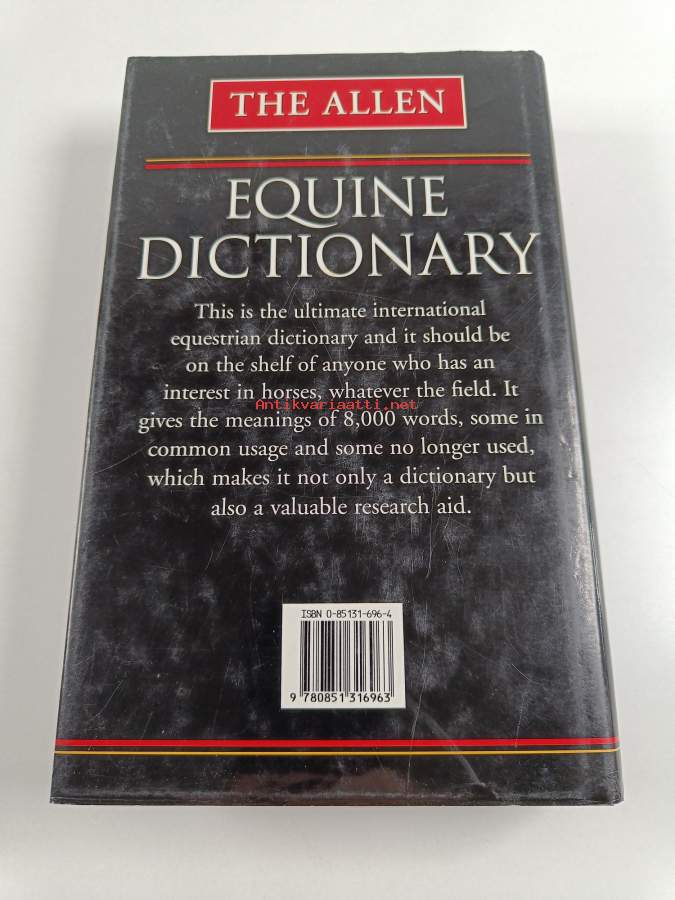 THE ALLEN
EQUINE
DICTIONARY
This is the ultimate international
equestrian dictionary and it should be
on the shelf of anyone who has an
interest in horses, whatever the field. It
Antikvariaatti.net
gives the meanings of 8,000 words, some in
common usage and some no longer used,
which makes it not only a dictionary but
also a valuable research aid.
ISBN 0-85131-696-4
9 780851 316963